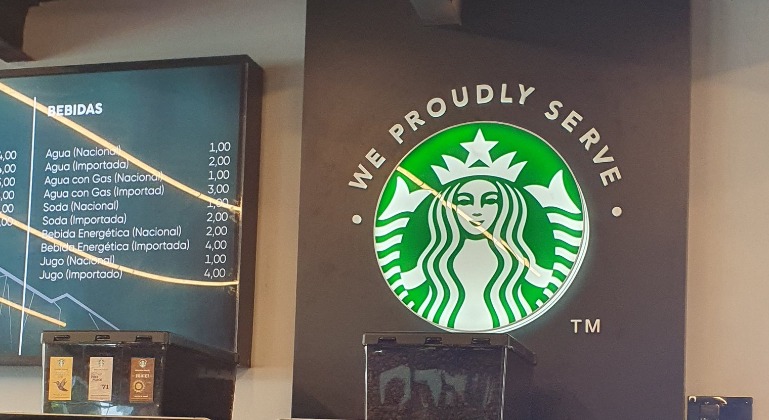 BEBIDAS
Agua (Nacional) 1,00
Agua (Importada) 2,00
Agua con Gas (Nacional) 1,00
Agua con Gas (Importad) 3,00
Soda (Nacional) 1,00
Soda (Importada) 2,00
Bebida Energética (Nacional) 2,00
Bebida Energética (Importada) 4,00
Jugo (Nacional) 1,00
Jugo (Importado) 4,00
WE PROUDLY SERVE
TM